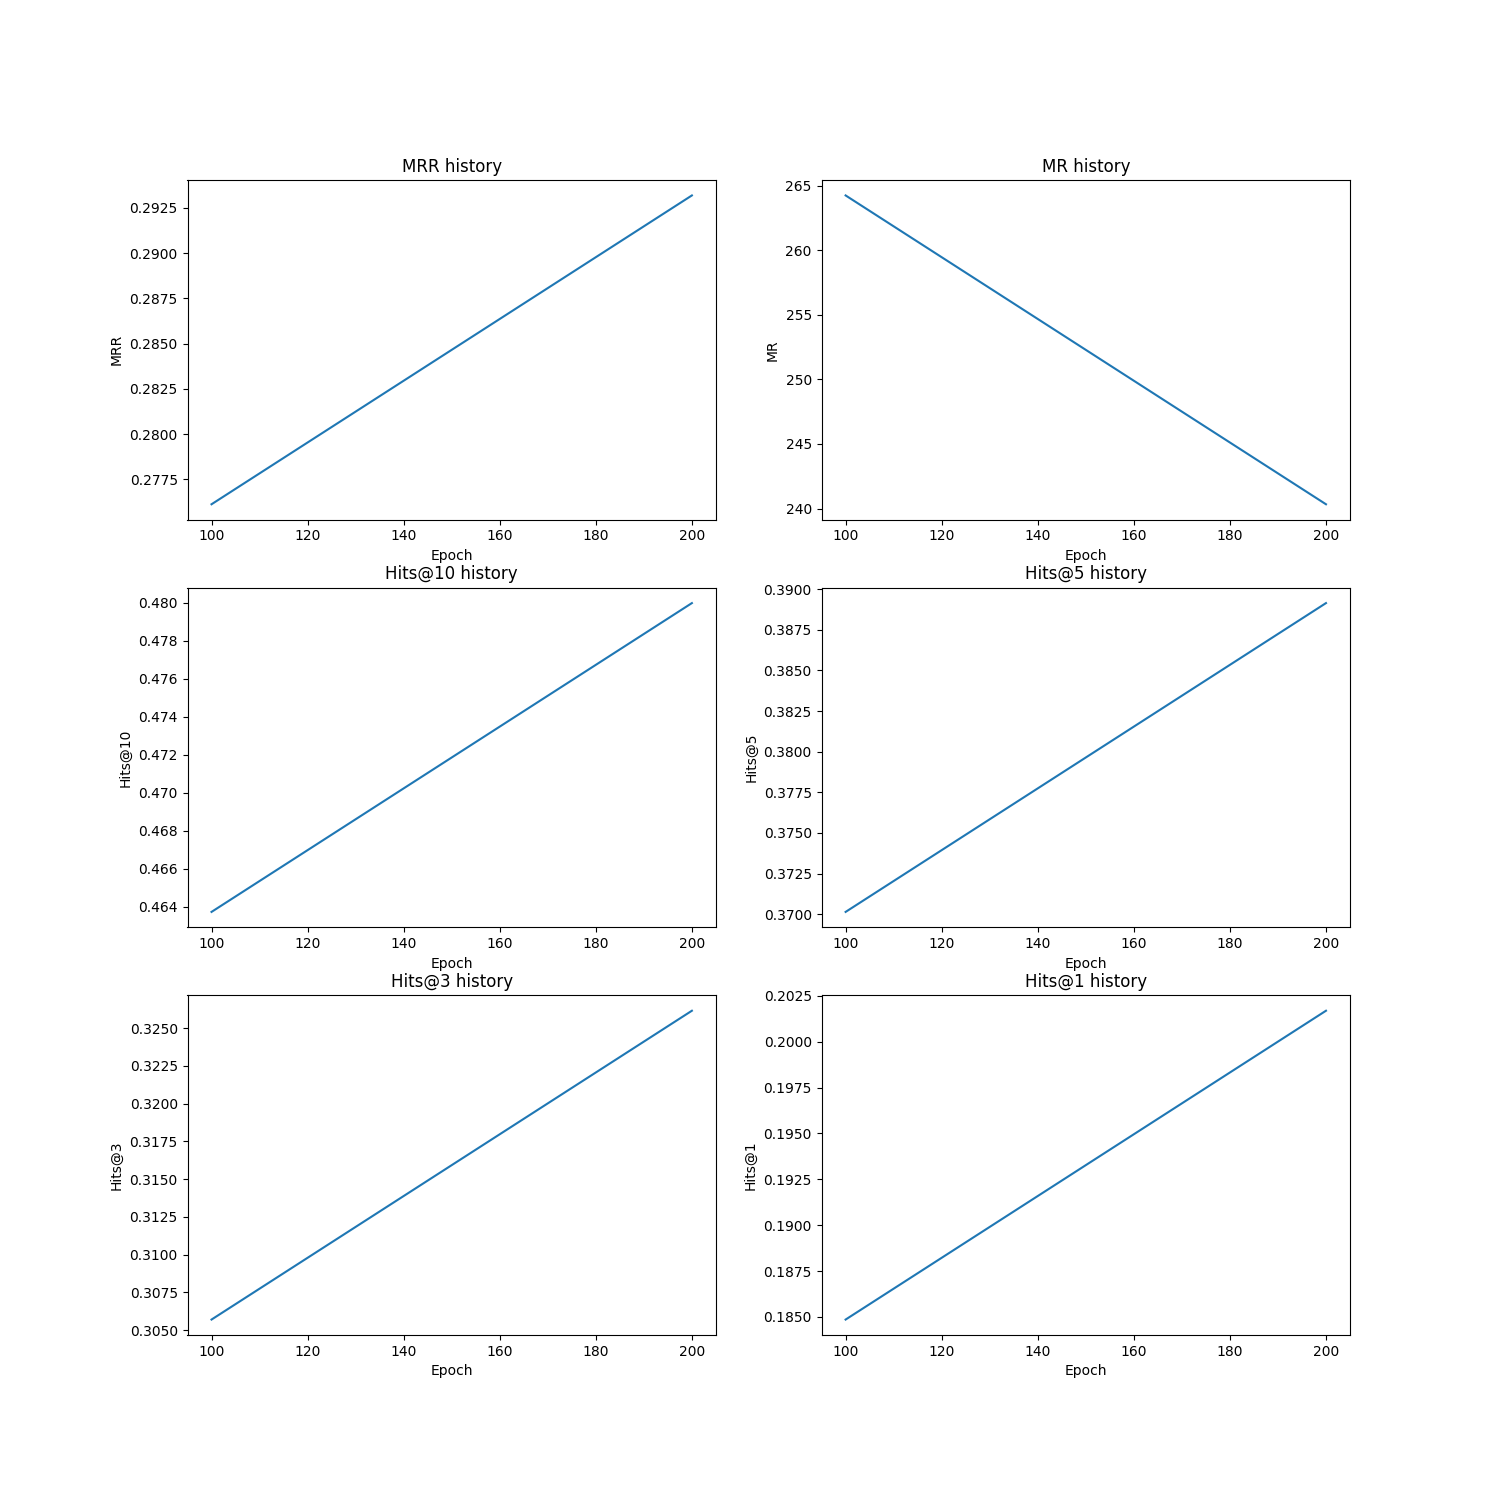 MRR history
0.2925
0.2900
0.2875
0.2850
0.2825
0.2800
0.2775
MRR
100 120 140 160 180 200
Epoch
MR history
265
260
255
250
245
240
MR
100 120 140 160 180 200
Epoch
Hits@10 history
0.480
0.478
0.476
0.474
0.472
0.470
0.468
0.466
0.464
Hits@10
100 120 140 160 180 200
Epoch
Hits@5 history
0.3900
0.3875
0.3850
0.3825
0.3800
0.3775
0.3750
0.3725
0.3700
Hits@5
100 120 140 160 180 200
Epoch
Hits@3 history
0.3250
0.3225
0.3200
0.3175
0.3150
0.3125
0.3100
0.3075
0.3050
Hits@3
100 120 140 160 180 200
Epoch
Hits@1 history
0.2025
0.2000
0.1975
0.1950
0.1925
0.1900
0.1875
0.1850
Hits@1
100 120 140 160 180 200
Epoch